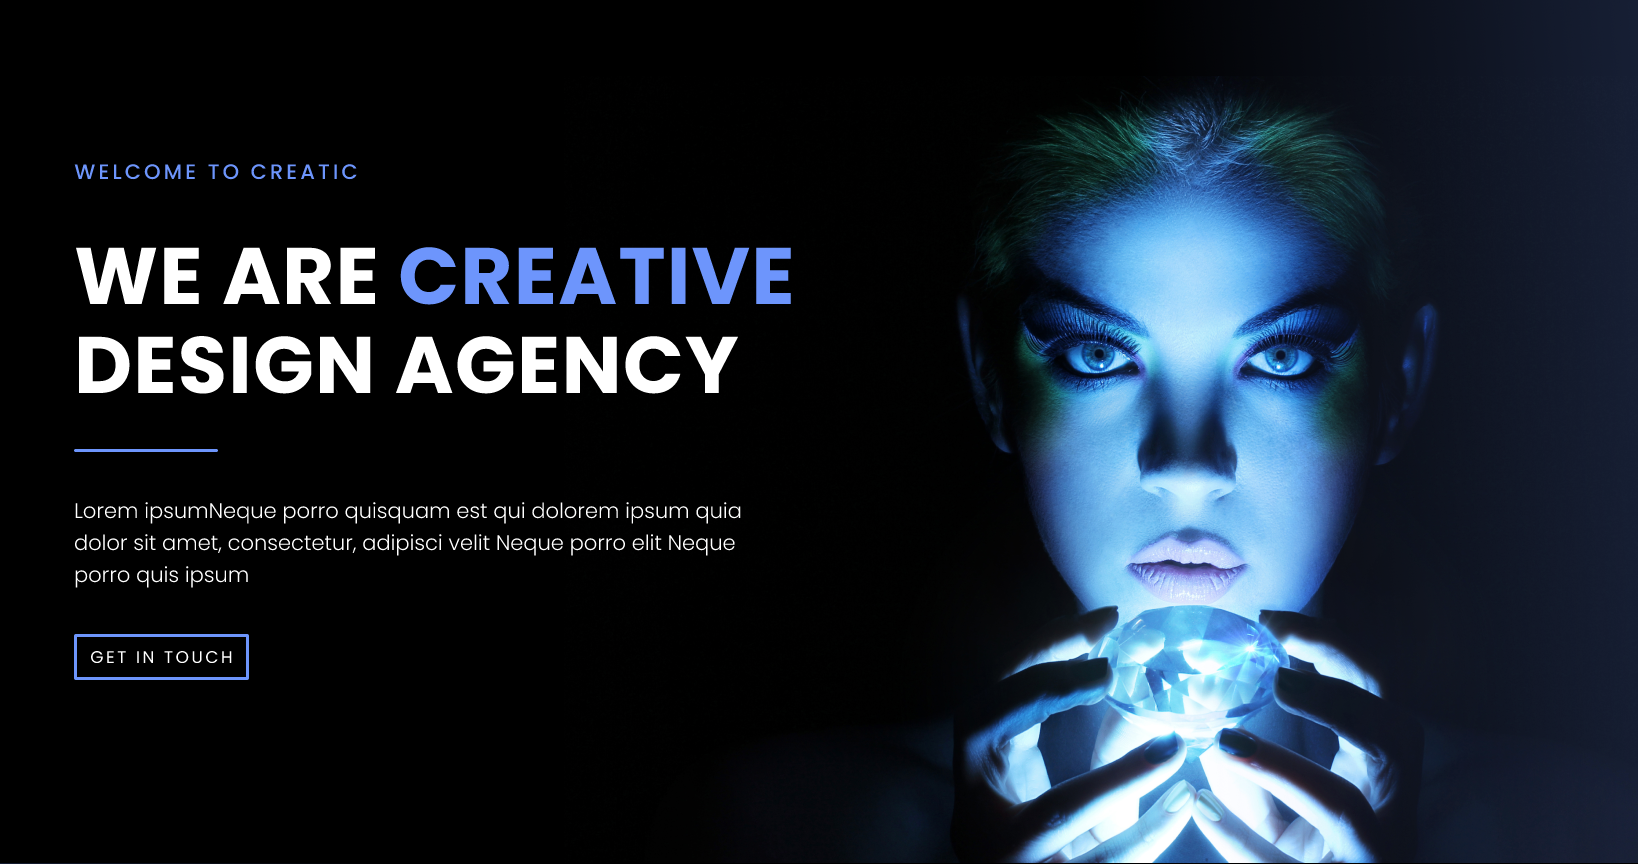 WELCOME TO CREATIC
WE ARE CREATIVE
DESIGN AGENCY
Lorem ipsumNeque porro quisquam est qui dolorem ipsum quia
dolor sit amet, consectetur, adipisci velit Neque porro elit Neque
porro quis ipsum
GET IN TOUCH